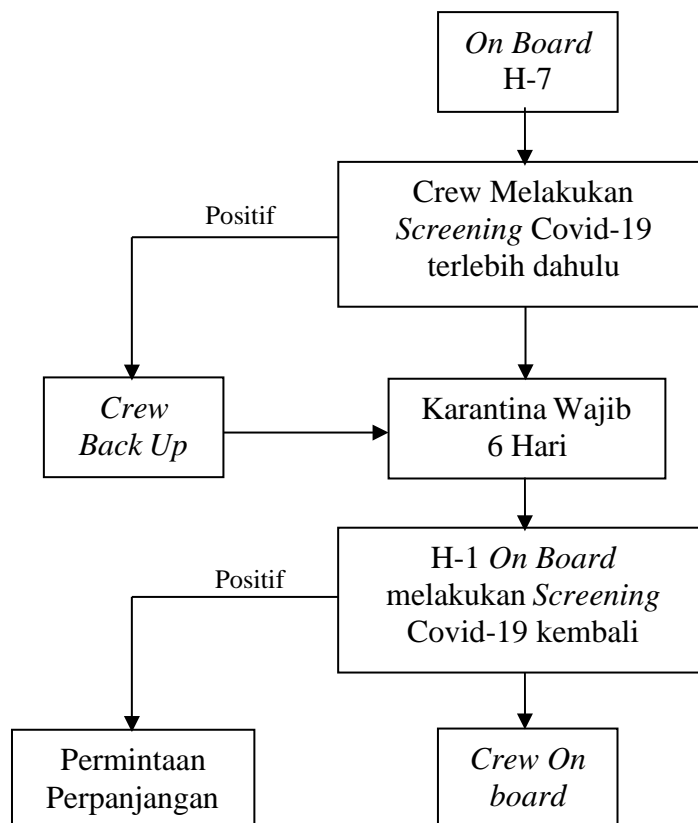 On Board
H-7
Crew Melakukan
Screening Covid-19
terlebih dahulu
Positif
Crew
Back Up
Karantina Wajib
6 Hari
H-1 On Board
melakukan Screening
Covid-19 kembali
Positif
Permintaan
Perpanjangan
Crew On
board